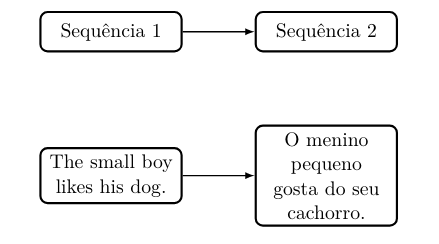 Sequência 1
Sequência 2
The small boy
likes his dog.
O menino
pequeno
gosta do seu
cachorro.